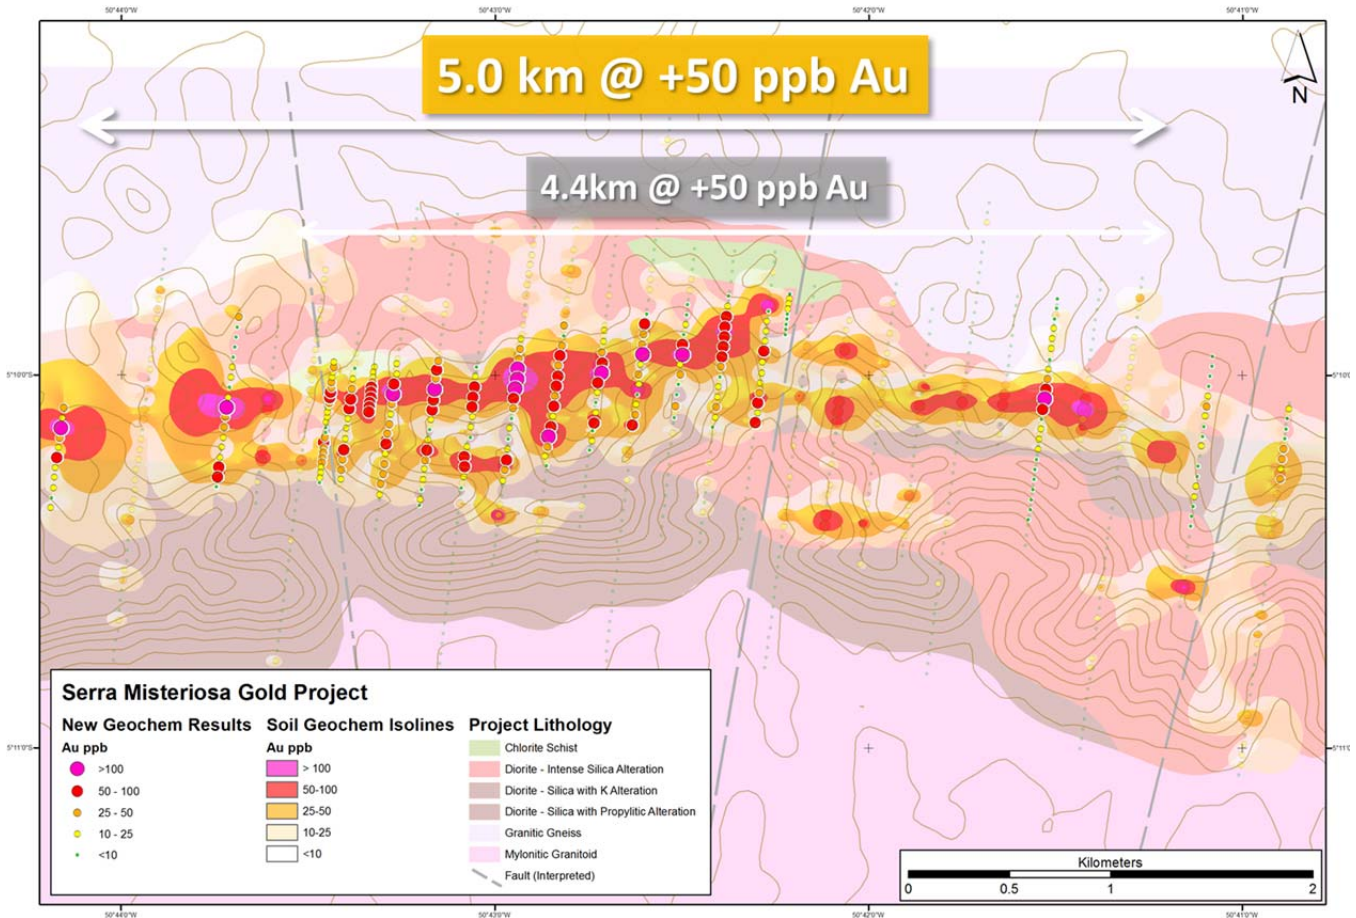 50°44'0"W 50°43'0"W 50°42'0"W 50°41'0"W
5.0 km @ +50 ppb Au
N
4.4km @ +50 ppb Au
5°10'0"S
5°10'0"S
Serra Misteriosa Gold Project
New Geochem Results
Au ppb
>100
50 - 100
25 - 50
10 - 25
<10
Soil Geochem Isolines
Au ppb
> 100
50-100
25-50
10-25
<10
Project Lithology
Chlorite Schist
Diorite - Intense Silica Alteration
Diorite - Silica with K Alteration
Diorite - Silica with Propylitic Alteration
Granitic Gneiss
Mylonitic Granitoid
Fault (Interpreted)
5°11'0"S
5°11'0"S
Kilometers
0 0.5 1 2
50°44'0"W 50°43'0"W 50°42'0"W 50°41'0"W